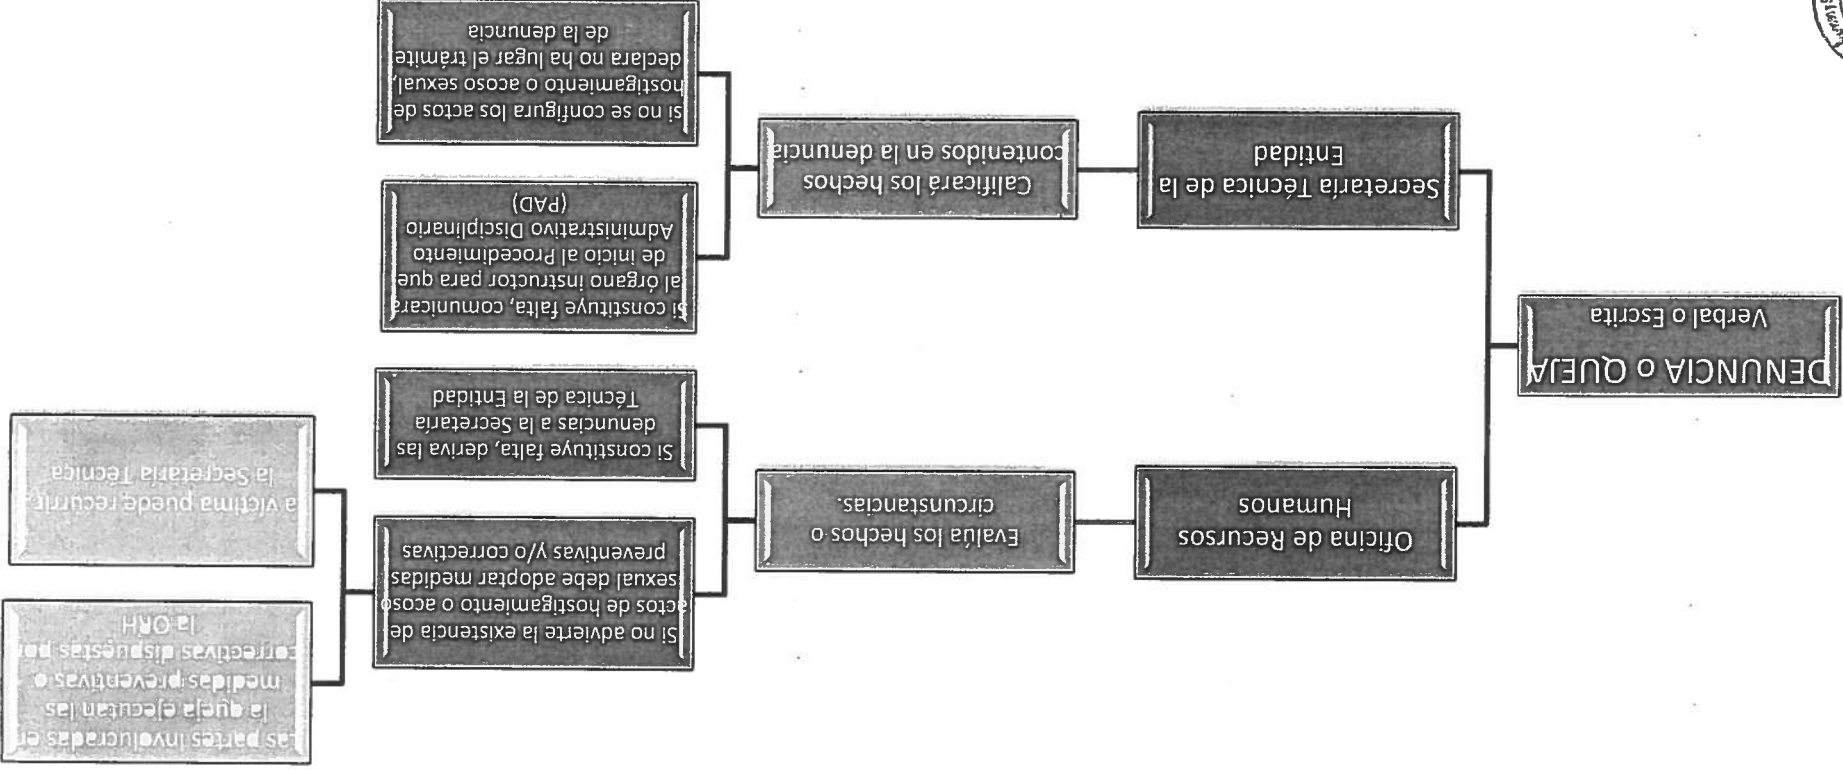 DENUNCIA o QUEJA
Verbal o Escrita
Oficina de Recursos
Humanos
Evalúa los hechos o
circunstancias.
Si no advierte la existencia de
actos de hostigamiento o acoso
sexual debe adoptar medidas
preventivas y/o correctivas
Las partes involucradas en
la queja ejecutan las
medidas preventivas o
correctivas dispuestas por
la ORH
a víctima puede recurrir
la Secretaría Técnica
Si constituye falta, deriva las
denuncias a la Secretaría
Técnica de la Entidad
Secretaría Técnica de la
Entidad
Calificará los hechos
contenidos en la denuncia
Si constituye falta, comunicará
al órgano instructor para que
de inicio al Procedimiento
Administrativo Disciplinario
(PAD)
si no se configura los actos de
hostigamiento o acoso sexual,
declara no ha lugar el trámite
de la denuncia